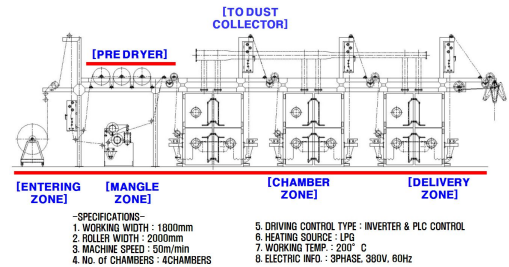 [TO DUST
COLLECTOR]
[PRE DRYER]
[ENTERING
ZONE]
[MANGLE
ZONE]
[CHAMBER
ZONE]
[DELIVERY
ZONE]
-SPECIFICATIONS-
1. WORKING WIDTH : 1800mm
2. ROLLER WIDTH : 2000mm
3. MACHINE SPEED : 50m/min
4. No. of CHAMBERS : 4CHAMBERS
5. DRIVING CONTROL TYPE : INVERTER & PLC CONTROL
6. HEATING SOURCE : LPG
7. WORKING TEMP. : 200° C
8. ELECTRIC INFO. : 3PHASE, 380V, 60Hz